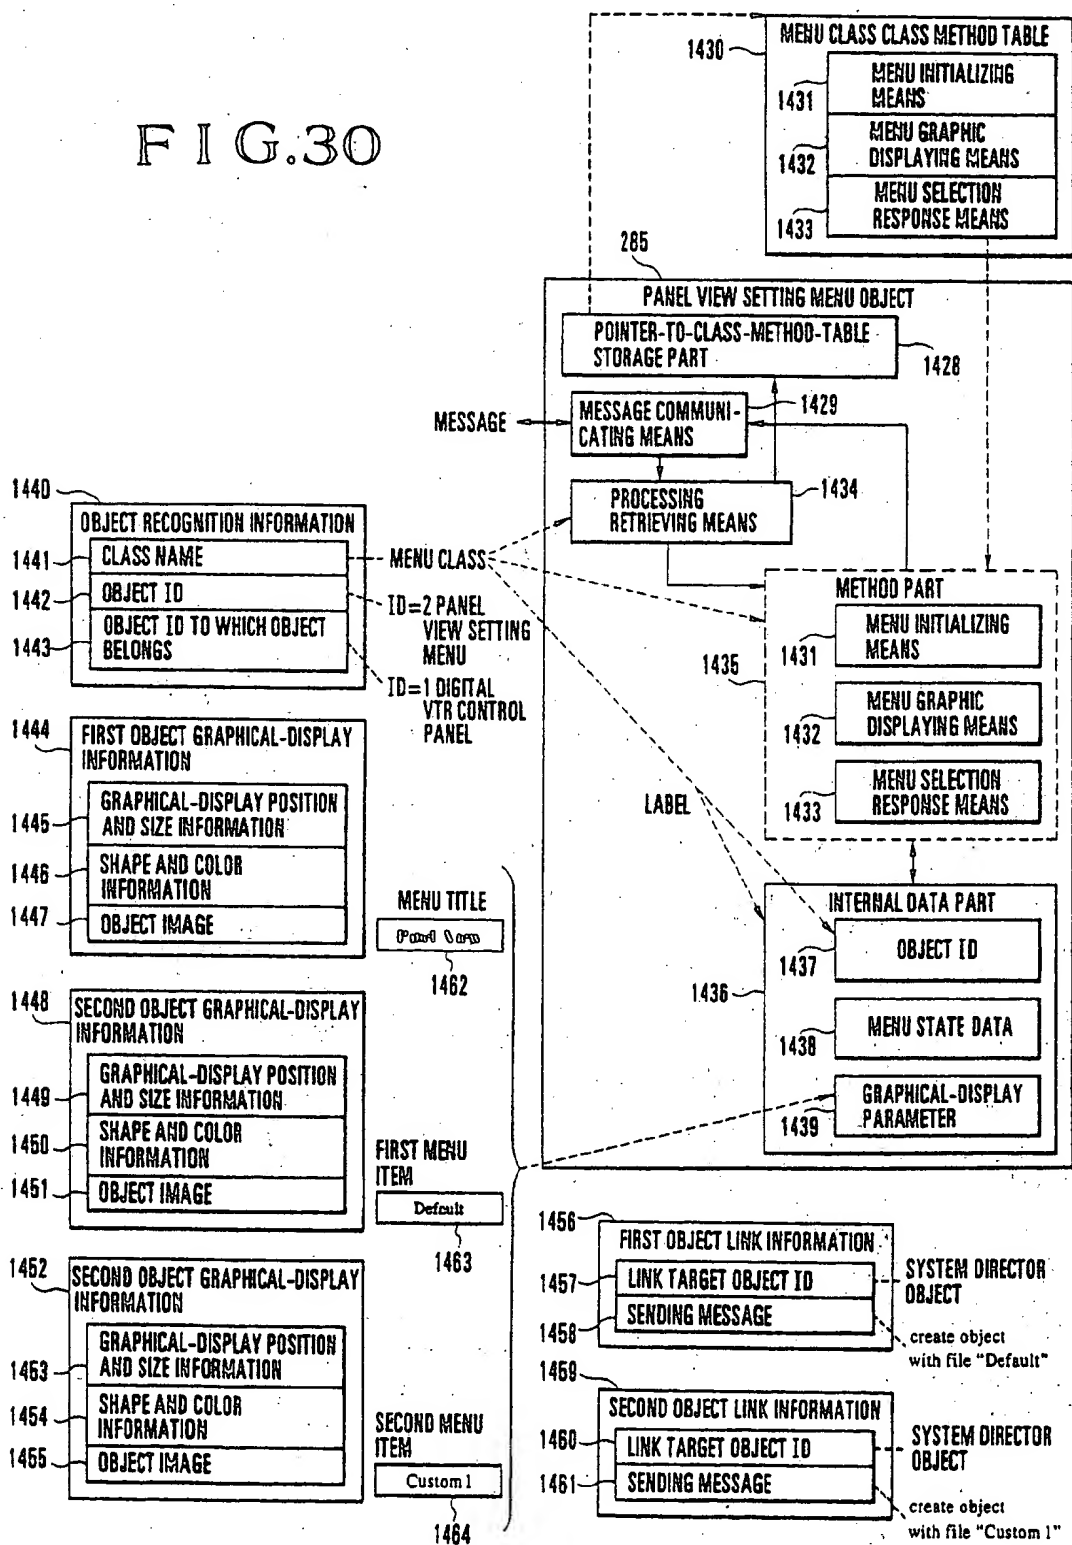 FIG.30
1430
MENU CLASS CLASS METHOD TABLE
1431
MENU INITIALIZING
MEANS
1432
MENU GRAPHIC
DISPLAYING MEANS
1433
MENU SELECTION
RESPONSE MEANS
285
PANEL VIEW SETTING MENU OBJECT
POINTER-TO-CLASS-METHOD-TABLE
STORAGE PART
1428
MESSAGE
MESSAGE COMMUNI-
CATING MEANS
1429
PROCESSING
RETRIEVING MEANS
1434
METHOD PART
1435
1431
MENU INITIALIZING
MEANS
1432
MENU GRAPHIC
DISPLAYING MEANS
1433
MENU SELECTION
RESPONSE MEANS
LABEL
INTERNAL DATA PART
1436
1437
OBJECT ID
1438
MENU STATE DATA
1439
GRAPHICAL-DISPLAY
PARAMETER
1440
OBJECT RECOGNITION INFORMATION
1441
CLASS NAME
MENU CLASS
1442
OBJECT ID
ID=2 PANEL
VIEW SETTING
MENU
1443
OBJECT ID TO WHICH OBJECT
BELONGS
ID=1 DIGITAL
VTR CONTROL
PANEL
1444
FIRST OBJECT GRAPHICAL-DISPLAY
INFORMATION
1445
GRAPHICAL-DISPLAY POSITION
AND SIZE INFORMATION
1446
SHAPE AND COLOR
INFORMATION
1447
OBJECT IMAGE
MENU TITLE
1462
1448
SECOND OBJECT GRAPHICAL-DISPLAY
INFORMATION
1449
GRAPHICAL-DISPLAY POSITION
AND SIZE INFORMATION
1450
SHAPE AND COLOR
INFORMATION
1451
OBJECT IMAGE
FIRST MENU
ITEM
Default
1463
1452
SECOND OBJECT GRAPHICAL-DISPLAY
INFORMATION
1453
GRAPHICAL-DISPLAY POSITION
AND SIZE INFORMATION
1454
SHAPE AND COLOR
INFORMATION
1455
OBJECT IMAGE
SECOND MENU
ITEM
Custom 1
1464
1456
FIRST OBJECT LINK INFORMATION
1457
LINK TARGET OBJECT ID
SYSTEM DIRECTOR
OBJECT
1458
SENDING MESSAGE
create object
with file "Default"
1459
SECOND OBJECT LINK INFORMATION
1460
LINK TARGET OBJECT ID
SYSTEM DIRECTOR
OBJECT
1461
SENDING MESSAGE
create object
with file "Custom 1"